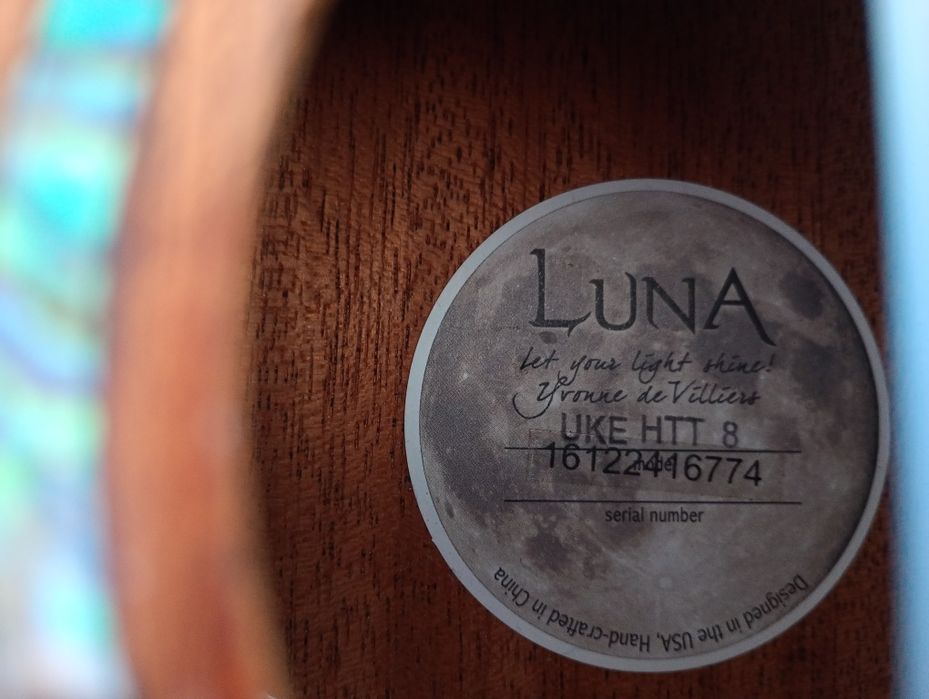 LUNA
Let your light shine!
Yvonne de Villiers
UKE HTT 8
model
16122416774
serial number
Designed in the USA, Hand-crafted in China